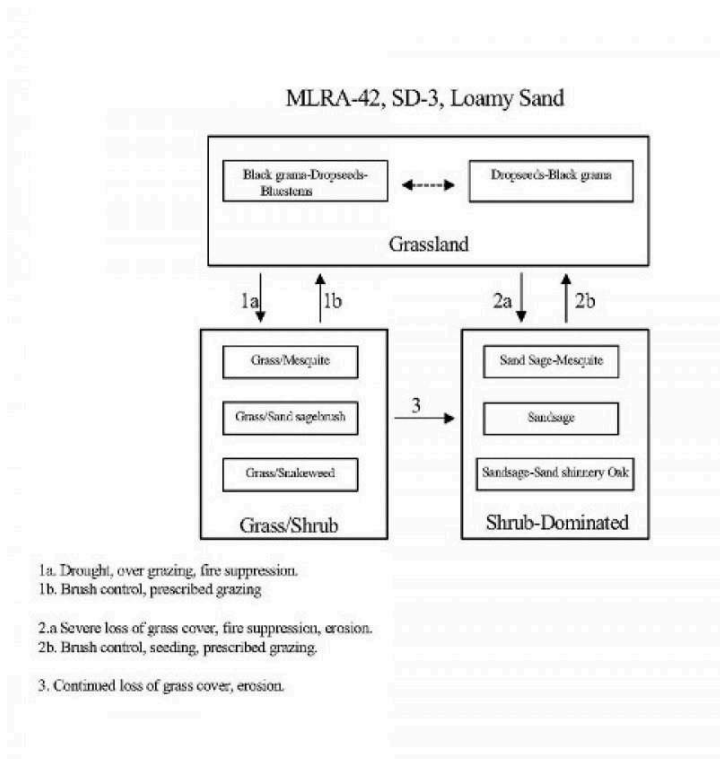 MLRA-42, SD-3, Loamy Sand
Black grama-Dropseeds-
Bluestems
Dropseeds-Black grama
Grassland
1a
1b
2a
2b
Grass/Mesquite
Grass/Sand sagebrush
Grass/Snakeweed
Grass/Shrub
3
Sand Sage-Mesquite
Sandsage
Sandsage-Sand shinnery Oak
Shrub-Dominated
1a. Drought, over grazing, fire suppression.
1b. Brush control, prescribed grazing
2.a Severe loss of grass cover, fire suppression, erosion.
2b. Brush control, seeding, prescribed grazing.
3. Continued loss of grass cover, erosion.